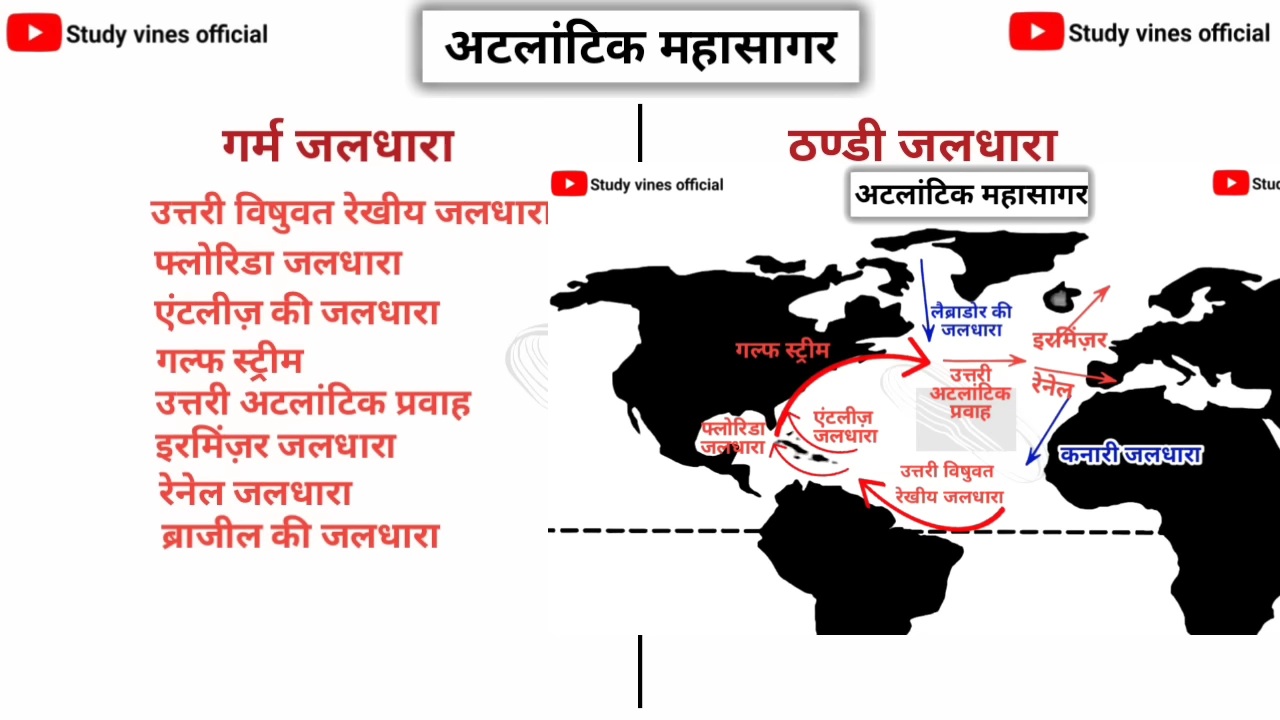 Study vines official
अटलांटिक महासागर
Study vines official
गर्म जलधारा
ठण्डी जलधारा
उत्तरी विषुवत रेखीय जलधारा
फ्लोरिडा जलधारा
एंटलीज़ की जलधारा
गल्फ स्ट्रीम
उत्तरी अटलांटिक प्रवाह
इरमिंज़र जलधारा
रेनेल जलधारा
ब्राजील की जलधारा
Study vines official
अटलांटिक महासागर
लैब्राडोर की
जलधारा
इरमिंज़र
गल्फ स्ट्रीम
उत्तरी
अटलांटिक
प्रवाह
रेनेल
फ्लोरिडा
जलधारा
एंटलीज़
जलधारा
कनारी जलधारा
उत्तरी विषुवत
रेखीय जलधारा